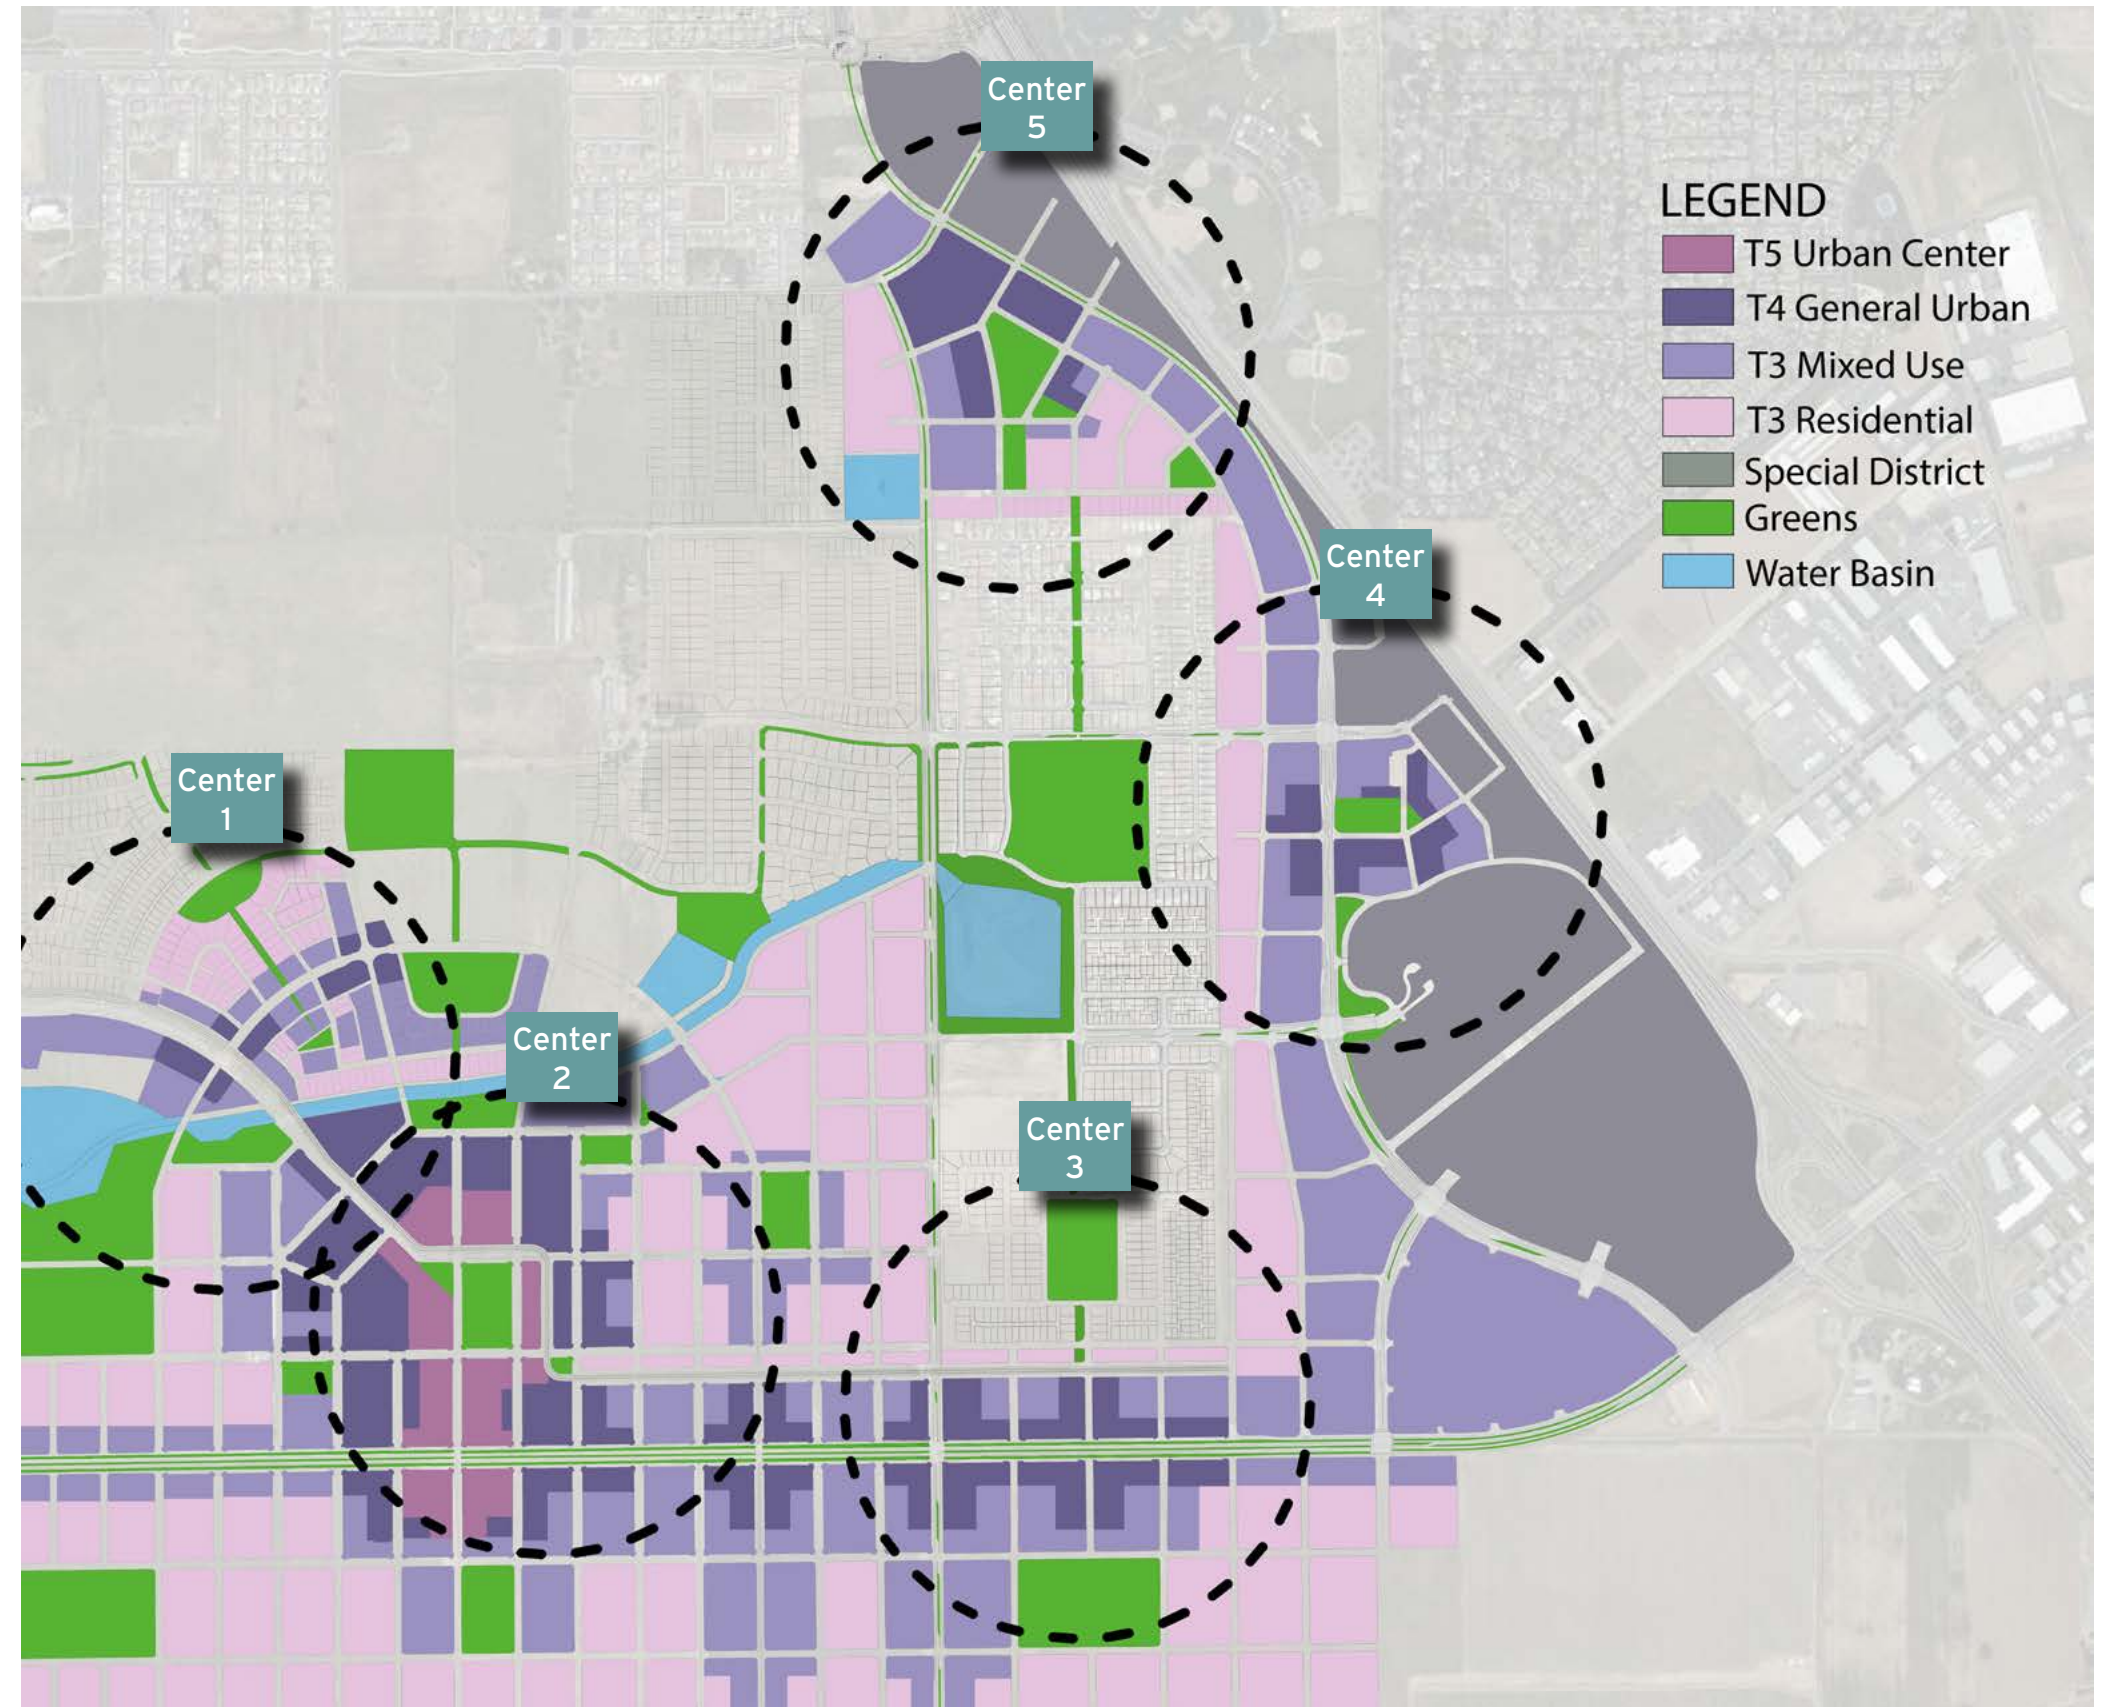 Center
5
LEGEND
T5 Urban Center
T4 General Urban
T3 Mixed Use
T3 Residential
Special District
Greens
Water Basin
Center
4
Center
1
Center
2
Center
3